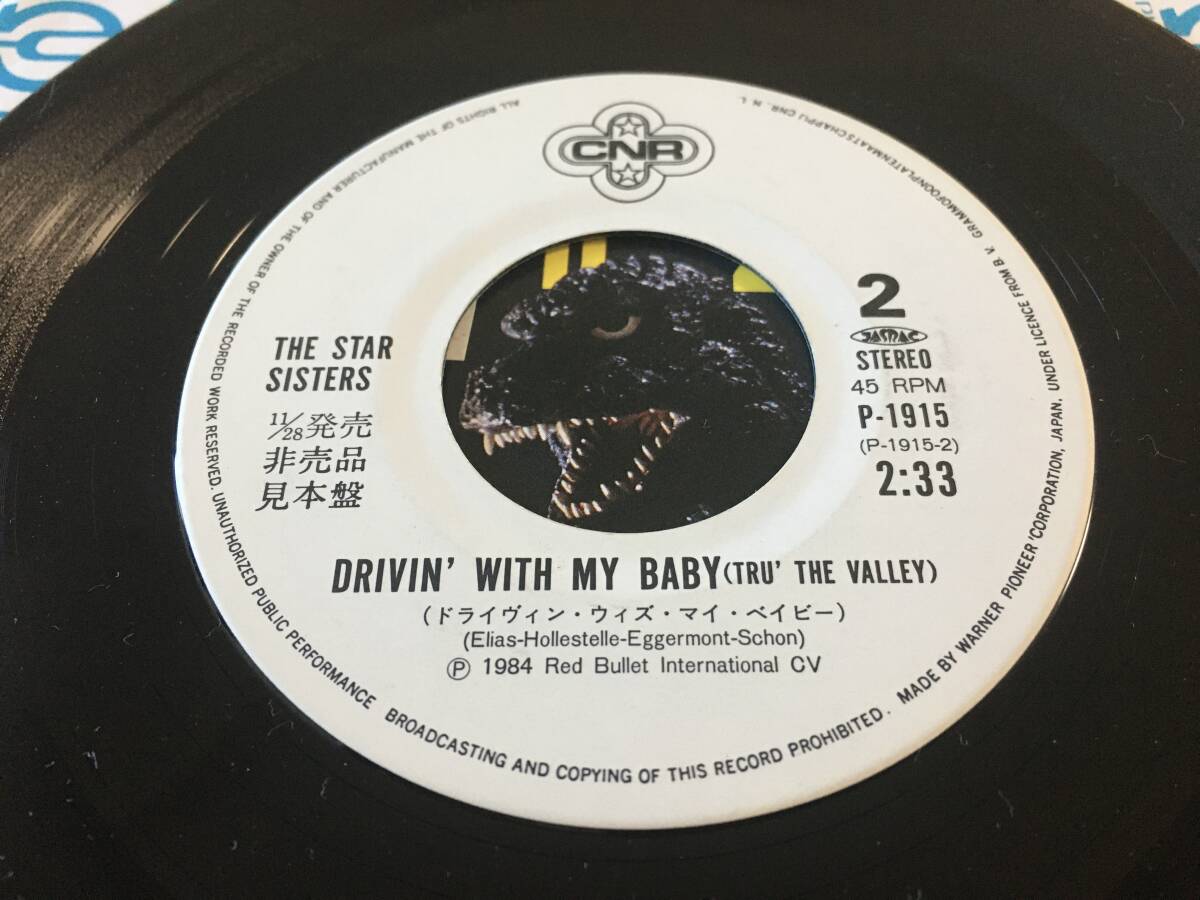 CNR
2
JASRAC
STEREO
45 RPM
P-1915
(P-1915-2)
2:33
THE STAR
SISTERS
11/28発売
非売品
見本盤
DRIVIN' WITH MY BABY(TRU' THE VALLEY)
(ドライヴィン・ウィズ・マイ・ベイビー)
(Elias-Hollestelle-Eggermont-Schon)
Ⓟ 1984 Red Bullet International CV
ALL RIGHTS OF THE MANUFACTURER AND OF THE OWNER OF THE RECORDED WORK RESERVED. UNAUTHORIZED PUBLIC PERFORMANCE BROADCASTING AND COPYING OF THIS RECORD PROHIBITED. MADE BY WARNER PIONEER CORPORATION, JAPAN, UNDER LICENCE FROM B. V. GRAMMOFOONPLATENMAATSCHAPPIJ CNR. N. L.